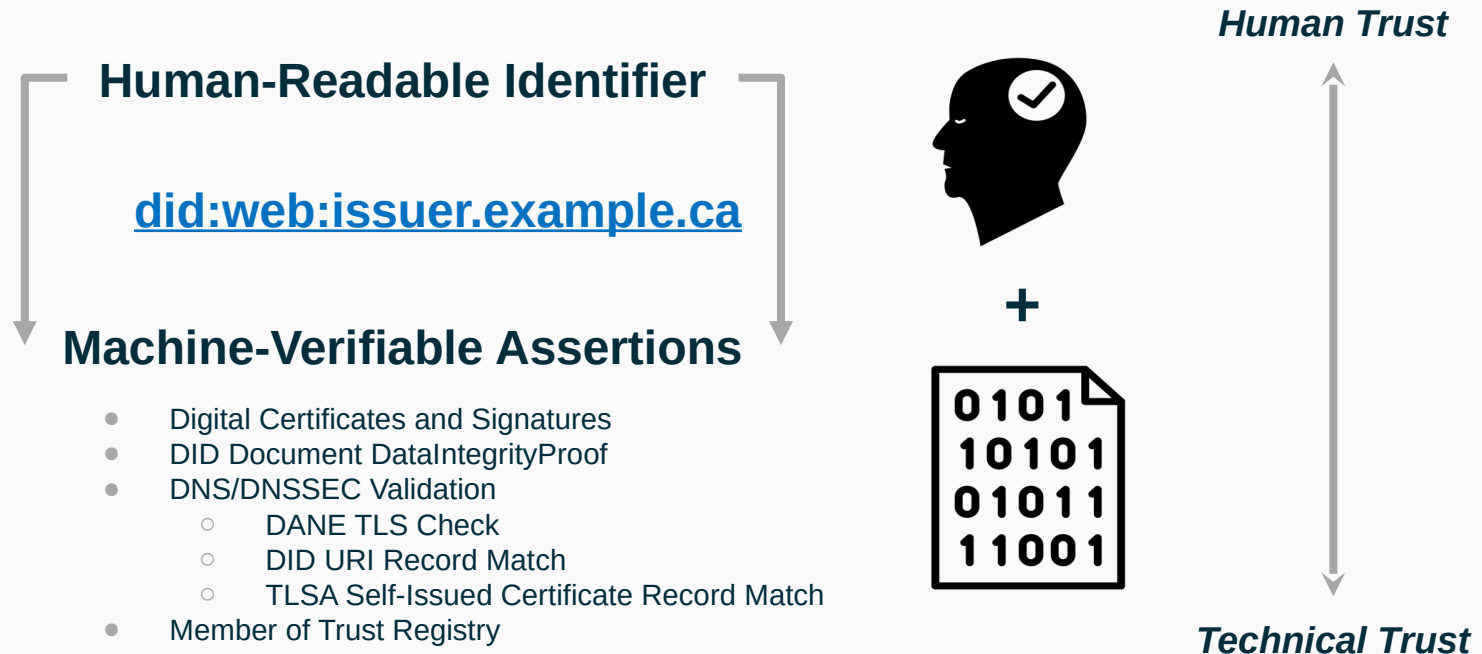 Human Trust
Human-Readable Identifier
did:web:issuer.example.ca
+
Machine-Verifiable Assertions
● Digital Certificates and Signatures
● DID Document DataIntegrityProof
● DNS/DNSSEC Validation
○ DANE TLS Check
○ DID URI Record Match
○ TLSA Self-Issued Certificate Record Match
● Member of Trust Registry
0101
10101
01011
11001
Technical Trust